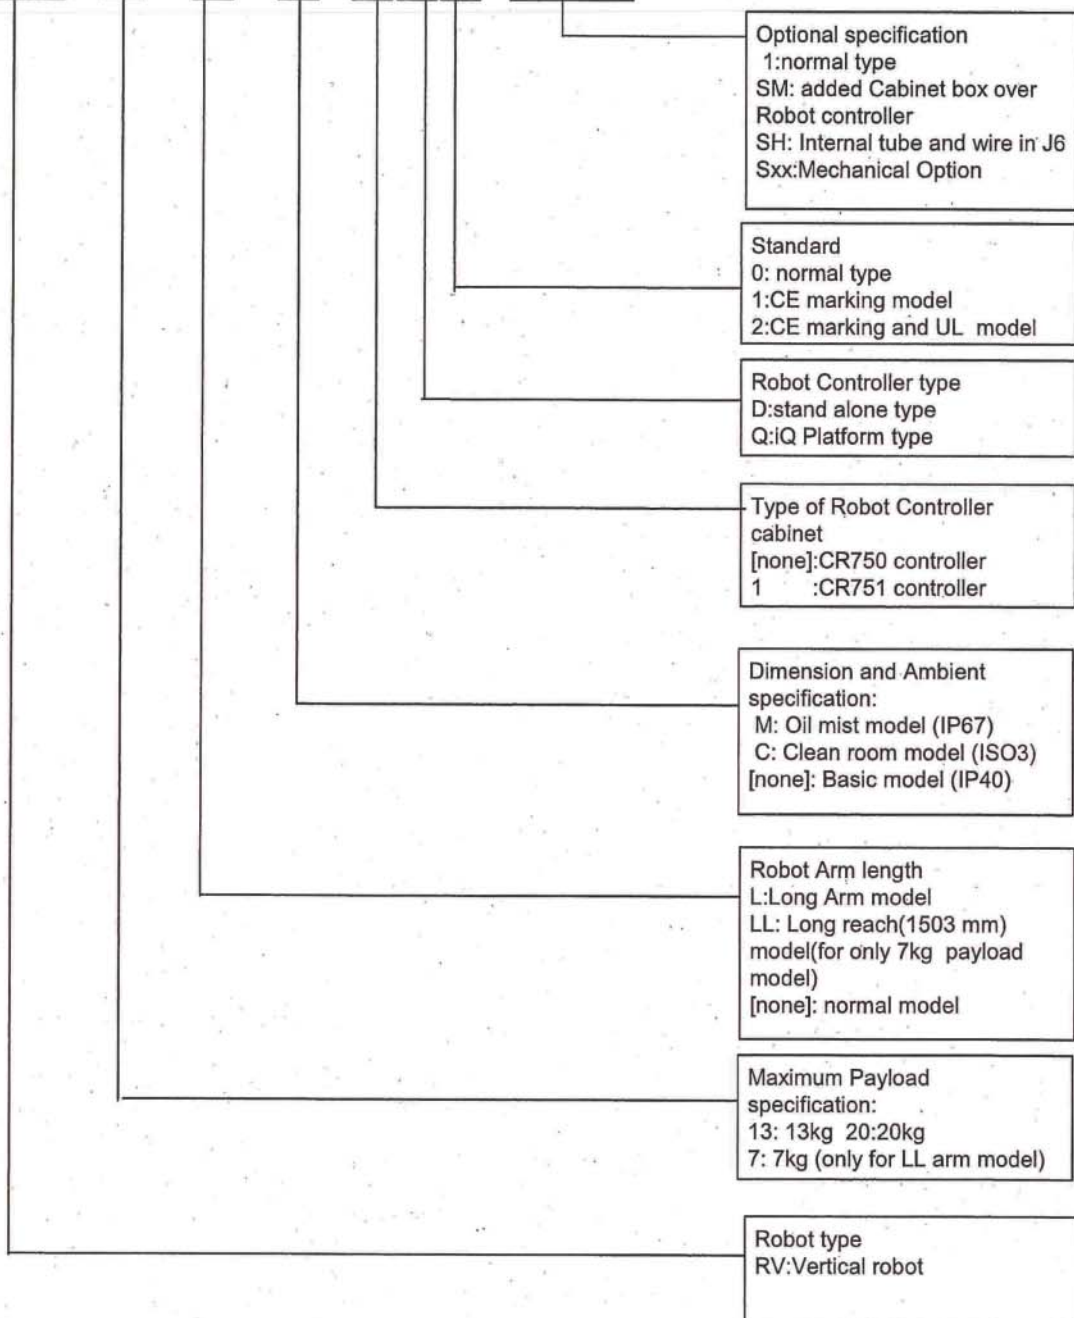 Optional specification
1:normal type
SM: added Cabinet box over
Robot controller
SH: Internal tube and wire in J6
Sxx:Mechanical Option
Standard
0: normal type
1:CE marking model
2:CE marking and UL model
Robot Controller type
D:stand alone type
Q:iQ Platform type
Type of Robot Controller
cabinet
[none]:CR750 controller
1 :CR751 controller
Dimension and Ambient
specification:
M: Oil mist model (IP67)
C: Clean room model (ISO3)
[none]: Basic model (IP40)
Robot Arm length
L:Long Arm model
LL: Long reach(1503 mm)
model(for only 7kg payload
model)
[none]: normal model
Maximum Payload
specification:
13: 13kg 20:20kg
7: 7kg (only for LL arm model)
Robot type
RV:Vertical robot